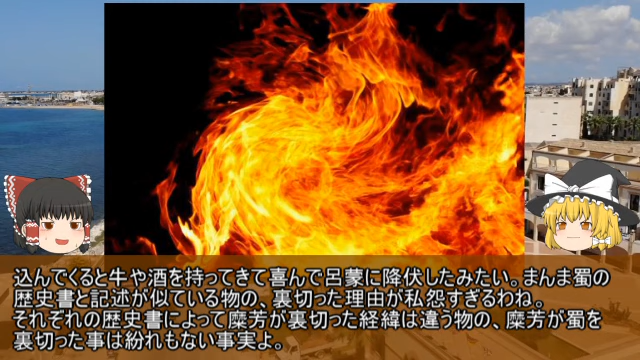 込んでくると牛や酒を持ってきて喜んで呂蒙に降伏したみたい。まんま蜀の
歴史書と記述が似ている物の、裏切った理由が私怨すぎるわね。
それぞれの歴史書によって糜芳が裏切った経緯は違う物の、糜芳が蜀を
裏切った事は紛れもない事実よ。